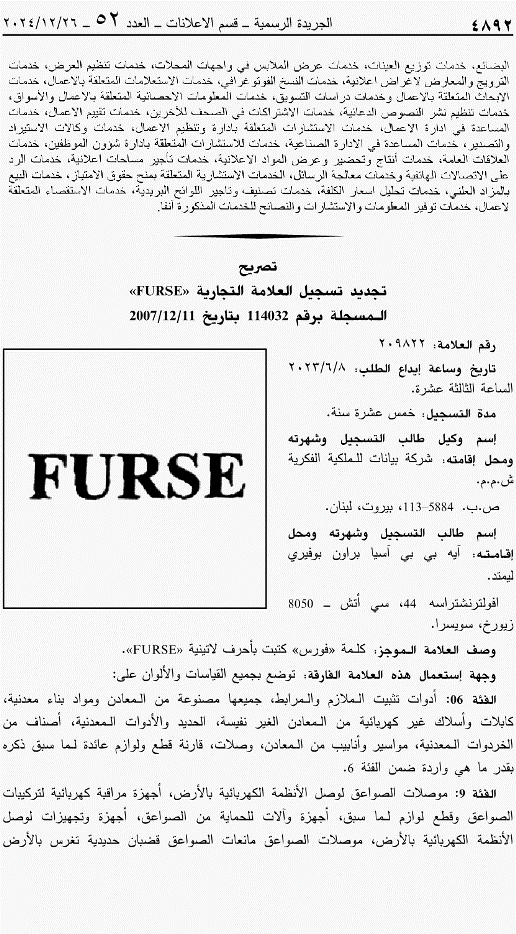 ٤٨٩٢ الجريدة الرسمية ــ قسم الاعلانات ــ العدد ٥٢ ــ ٢٠٢٤/١٢/٢٦
البضائع، خدمات توزيع العينات، خدمات عرض الملابس في واجهات المحلات، خدمات تنظيم العرض، خدمات
الترويج والمعارض لاغراض اعلانية، خدمات النسخ الفوتوغرافي، خدمات الاستعلامات المتعلقة بالاعمال، خدمات
الابحاث المتعلقة بالاعمال وخدمات دراسات التسويق، خدمات المعلومات الاحصائية المتعلقة بالاعمال والأسواق،
خدمات تنظيم نشر النصوص الدعائية، خدمات الاشتراكات في الصحف للآخرين، خدمات تقييم الاعمال، خدمات
المساعدة في ادارة الاعمال، خدمات الاستشارات المتعلقة بادارة وتنظيم الاعمال، خدمات وكالات الاستيراد
والتصدير، خدمات المساعدة في الادارة الصناعية، خدمات للاستشارات المتعلقة بادارة شؤون الموظفين، خدمات
العلاقات العامة، خدمات أنتاج وتحضير وعرض المواد الاعلانية، خدمات تأجير مساحات اعلانية، خدمات الرد
على الاتصالات الهاتفية وخدمات معالجة الرسائل، الخدمات الاستشارية المتعلقة بمنح حقوق الامتياز، خدمات البيع
بالمزاد العلني، خدمات تحليل اسعار الكلفة، خدمات تصنيف وتاجير اللوائح البريدية، خدمات الاستقصاء المتعلقة
لاعمال، خدمات توفير المعلومات والاستشارات والنصائح للخدمات المذكورة أنفا.
تصريح
تجديد تسجيل العلامة التجارية «FURSE»
المسجلة برقم 114032 بتاريخ 2007/12/11
رقم العلامة: ٢٠٩٨٢٢
تاريخ وساعة إيداع الطلب: ٢٠٢٣/٦/٨
الساعة الثالثة عشرة.
مدة التسجيل: خمس عشرة سنة.
إسم وكيل طالب التسجيل وشهرته
ومحل إقامته: شركة بيانات للملكية الفكرية
ش.م.م.
ص.ب. 5884–113، بيروت، لبنان.
إسم طالب التسجيل وشهرته ومحل
إقامته: آيه بي بي آسيا براون بوفيري
ليمتد.
افولترنشتراسه 44، سي أتش ــ 8050
زيورخ، سويسرا.
FURSE
وصف العلامة الموجز: كلمة «فورس» كتبت بأحرف لاتينية «FURSE».
وجهة إستعمال هذه العلامة الفارقة: توضع بجميع القياسات والألوان على:
الفئة 06: أدوات تثبيت الملازم والمرابط، جميعها مصنوعة من المعادن ومواد بناء معدنية،
كابلات وأسلاك غير كهربائية من المعادن الغير نفيسة، الحديد والأدوات المعدنية، أصناف من
الخردوات المعدنية، مواسير وأنابيب من المعادن، وصلات، قارنة قطع ولوازم عائدة لما سبق ذكره
بقدر ما هي واردة ضمن الفئة 6.
الفئة 9: موصلات الصواعق لوصل الأنظمة الكهربائية بالأرض، أجهزة مراقبة كهربائية لتركيبات
الصواعق وقطع لوازم لما سبق، أجهزة وآلات للحماية من الصواعق، أجهزة وتجهيزات لوصل
الأنظمة الكهربائية بالأرض، موصلات الصواعق مانعات الصواعق قضبان حديدية تغرس بالأرض